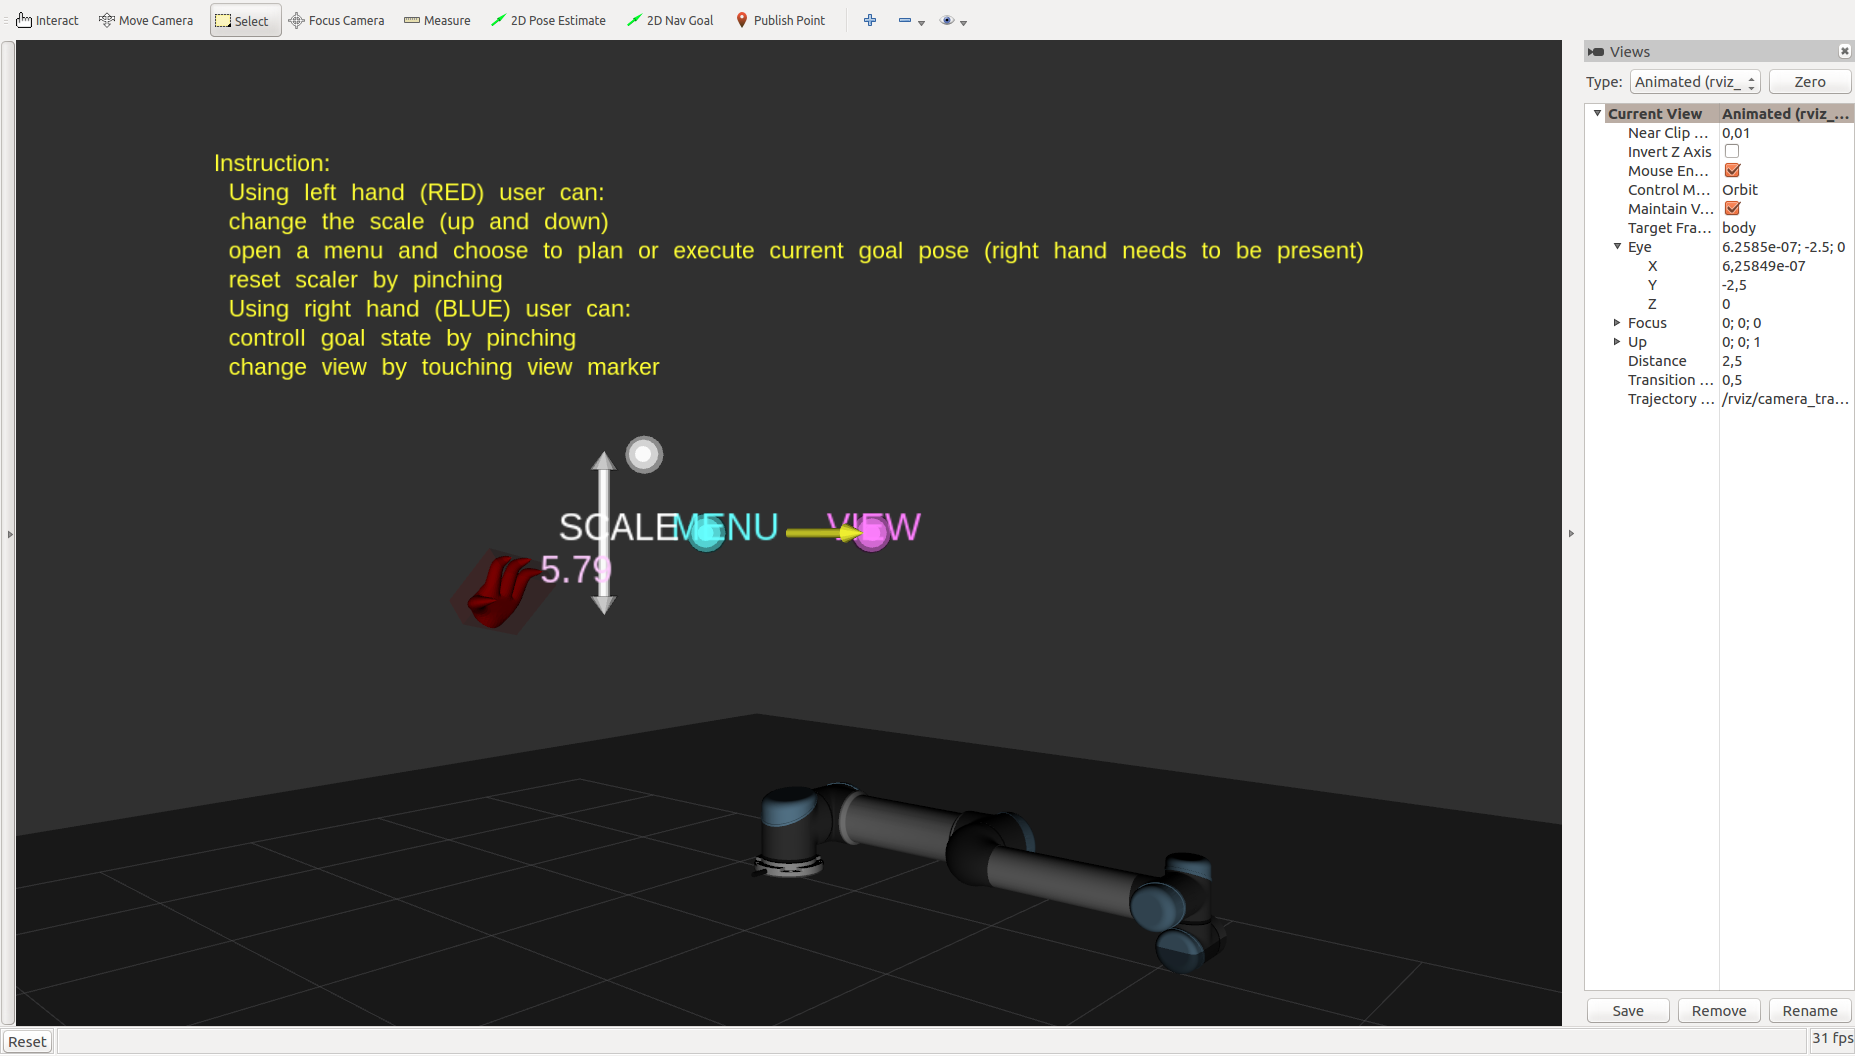 Interact Move Camera Select Focus Camera Measure 2D Pose Estimate 2D Nav Goal Publish Point
Instruction:
Using left hand (RED) user can:
change the scale (up and down)
open a menu and choose to plan or execute current goal pose (right hand needs to be present)
reset scaler by pinching
Using right hand (BLUE) user can:
controll goal state by pinching
change view by touching view marker
SCALE MENU VIEW
5.79
Views
Type: Animated (rviz_ Zero
Current View Animated (rviz_...
Near Clip ... 0,01
Invert Z Axis
Mouse En...
Control M... Orbit
Maintain V...
Target Fra... body
Eye 6.2585e-07; -2.5; 0
X 6,25849e-07
Y -2,5
Z 0
Focus 0; 0; 0
Up 0; 0; 1
Distance 2,5
Transition ... 0,5
Trajectory ... /rviz/camera_tra...
Save Remove Rename
Reset 31 fps